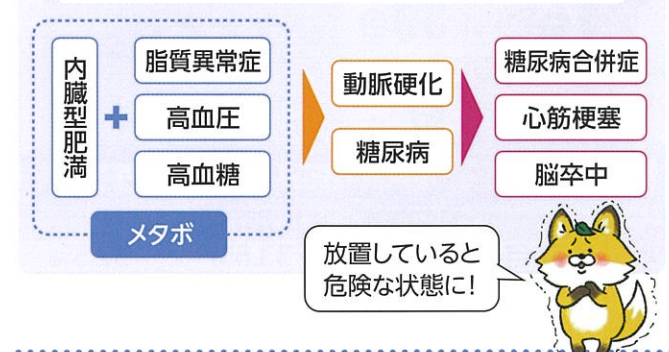 内臓型肥満
+
脂質異常症
高血圧
高血糖
メタボ
動脈硬化
糖尿病
糖尿病合併症
心筋梗塞
脳卒中
放置していると
危険な状態に!